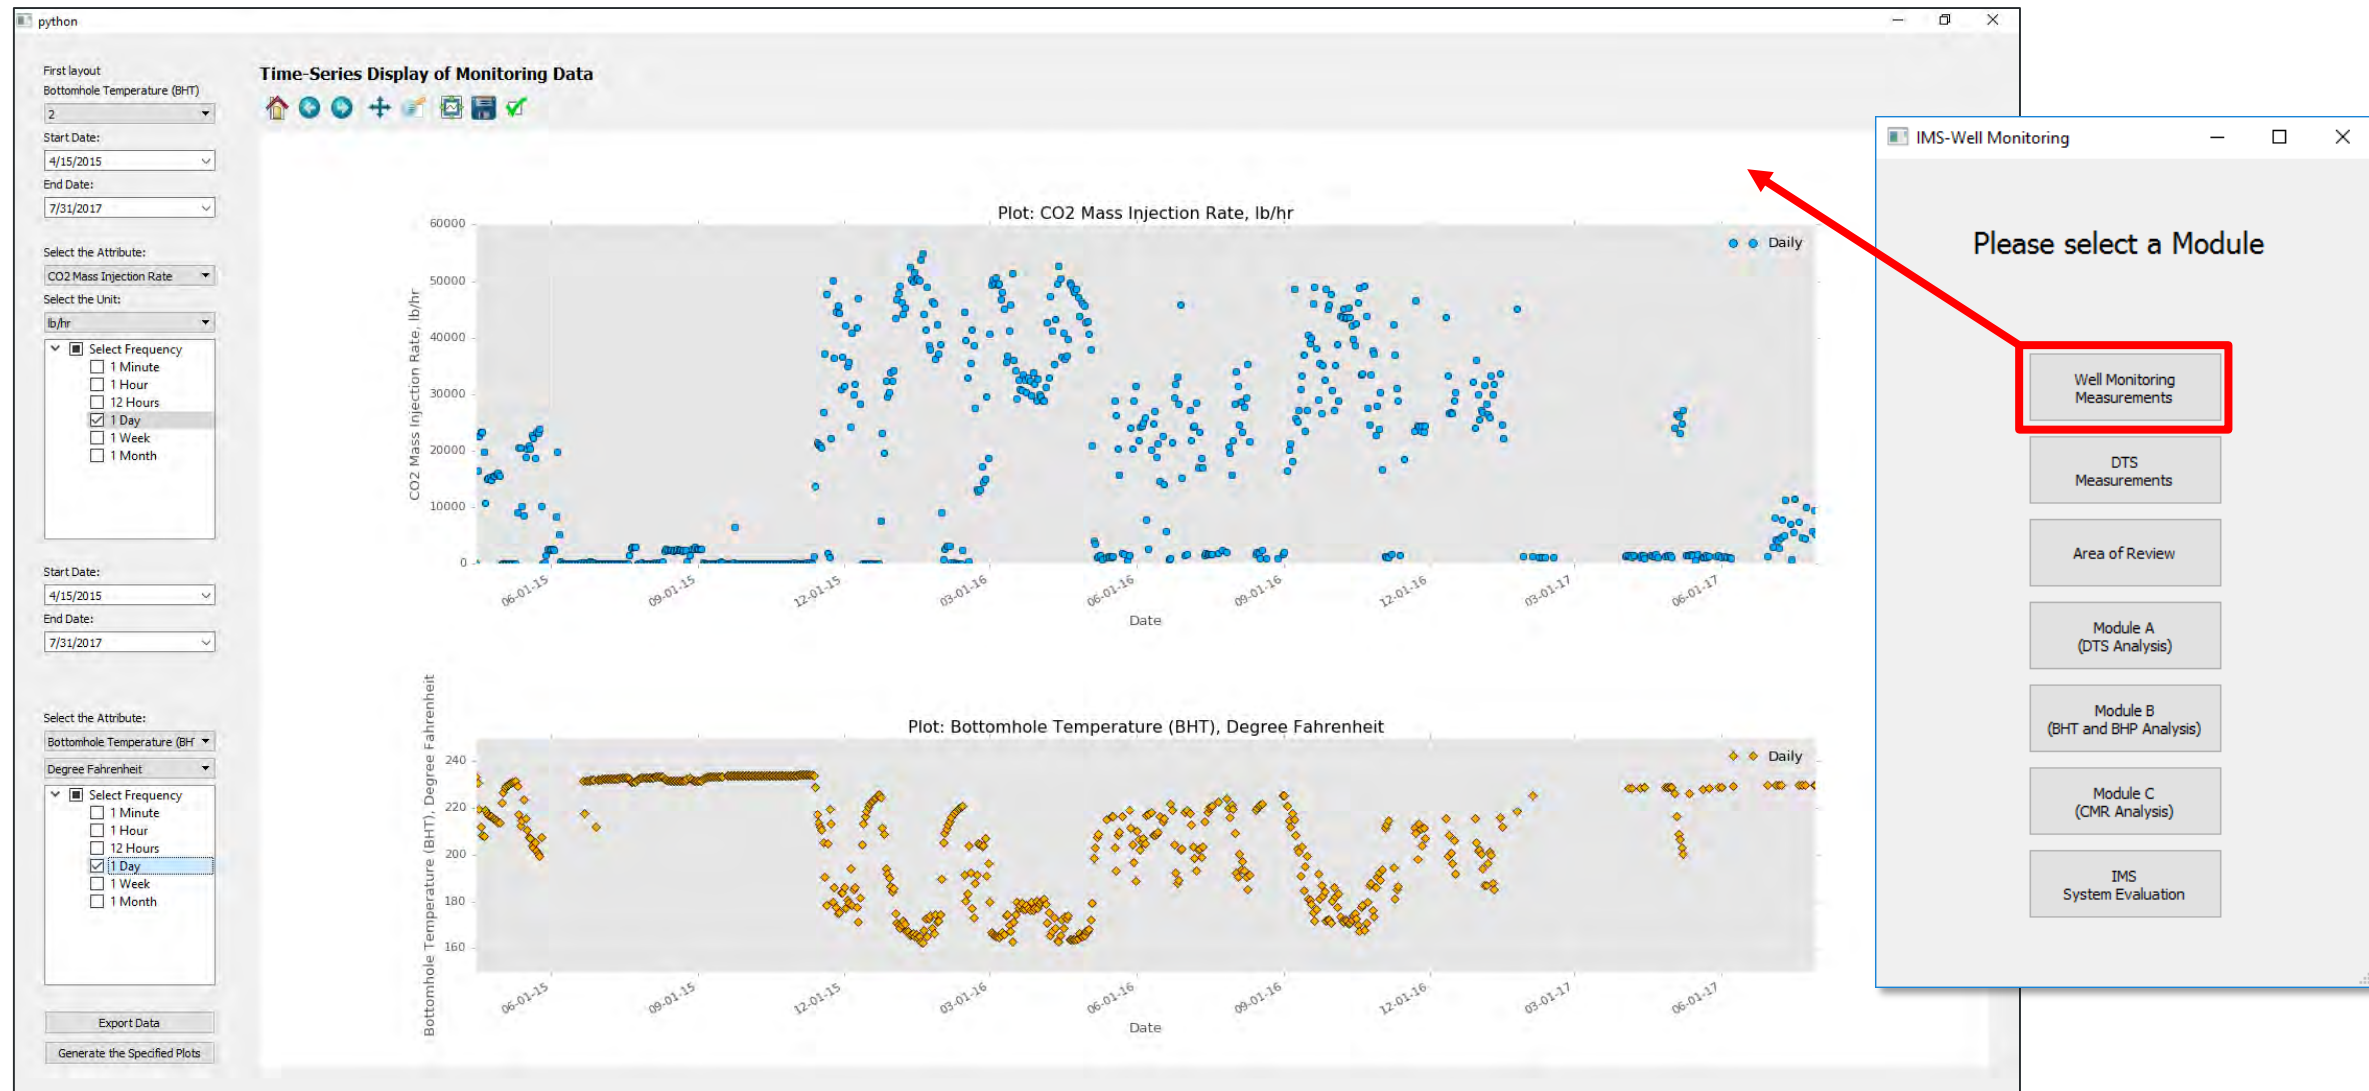 python
First layout
Bottomhole Temperature (BHT)
2
Start Date:
4/15/2015
End Date:
7/31/2017
Select the Attribute:
CO2 Mass Injection Rate
Select the Unit:
lb/hr
Select Frequency
1 Minute
1 Hour
12 Hours
1 Day
1 Week
1 Month
Start Date:
4/15/2015
End Date:
7/31/2017
Select the Attribute:
Bottomhole Temperature (BH
Degree Fahrenheit
Select Frequency
1 Minute
1 Hour
12 Hours
1 Day
1 Week
1 Month
Export Data
Generate the Specified Plots
Time-Series Display of Monitoring Data
Plot: CO2 Mass Injection Rate, lb/hr
Daily
CO2 Mass Injection Rate, lb/hr
60000
50000
40000
30000
20000
10000
0
06-01-15
09-01-15
12-01-15
03-01-16
06-01-16
09-01-16
12-01-16
03-01-17
06-01-17
Date
Plot: Bottomhole Temperature (BHT), Degree Fahrenheit
Daily
Bottomhole Temperature (BHT), Degree Fahrenheit
240
220
200
180
160
06-01-15
09-01-15
12-01-15
03-01-16
06-01-16
09-01-16
12-01-16
03-01-17
06-01-17
Date
IMS-Well Monitoring
Please select a Module
Well Monitoring
Measurements
DTS
Measurements
Area of Review
Module A
(DTS Analysis)
Module B
(BHT and BHP Analysis)
Module C
(CMR Analysis)
IMS
System Evaluation